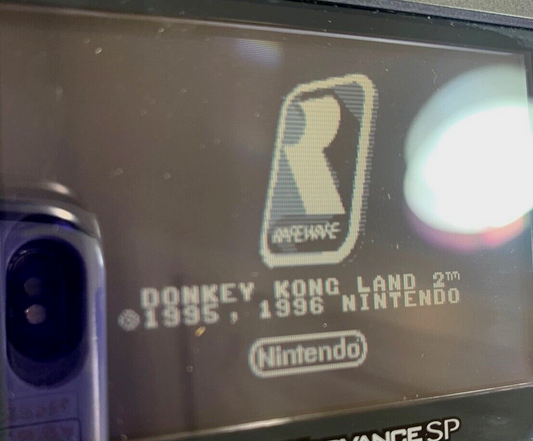 RAREWARE
DONKEY KONG LAND 2™
©1995, 1996 NINTENDO
Nintendo
ADVANCE SP